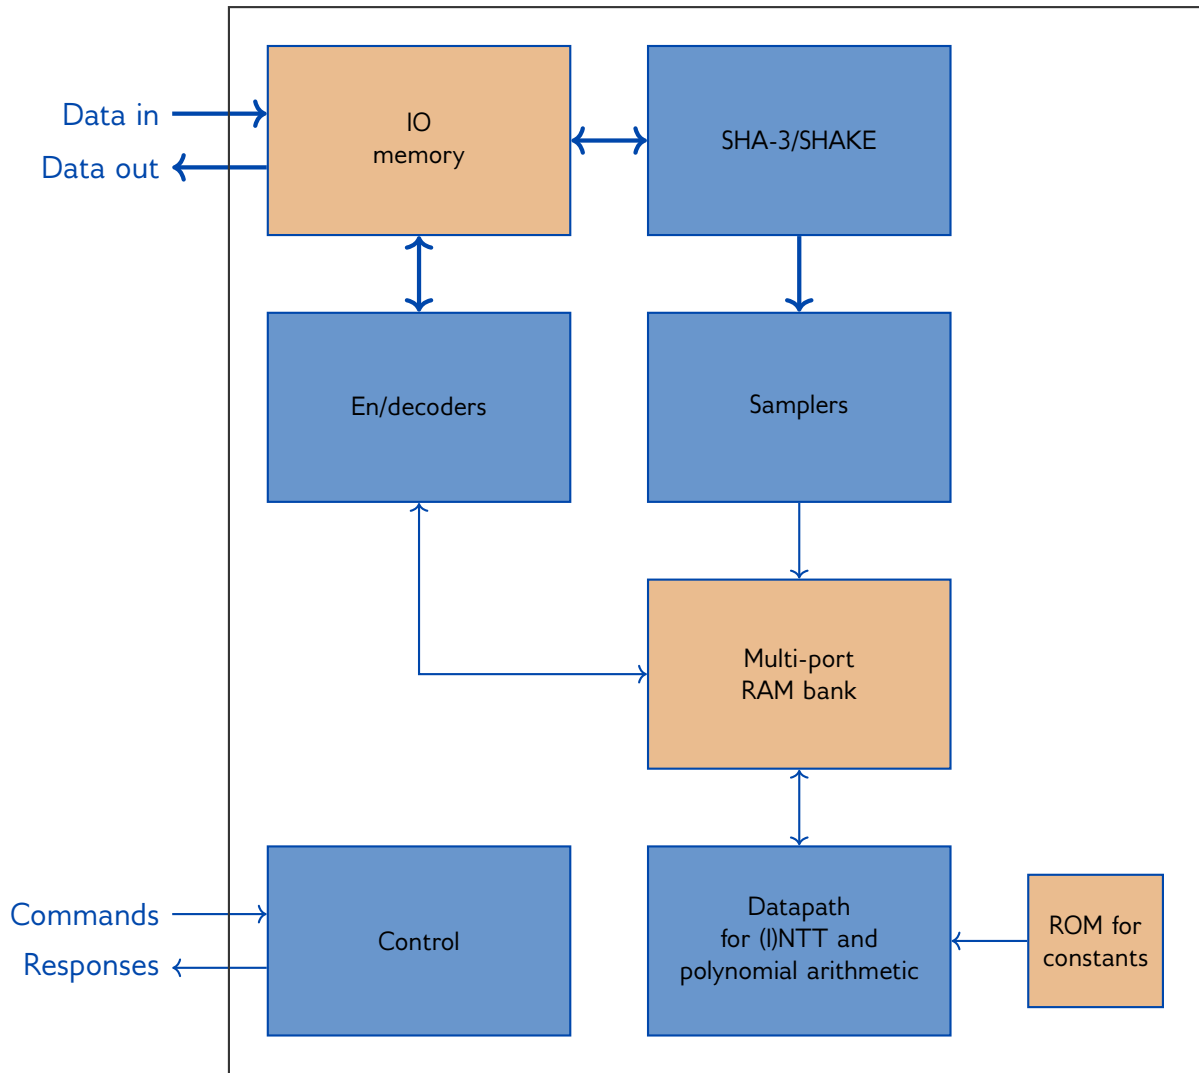 Data in
Data out
IO
memory
SHA-3/SHAKE
En/decoders
Samplers
Multi-port
RAM bank
Commands
Responses
Control
Datapath
for (I)NTT and
polynomial arithmetic
ROM for
constants